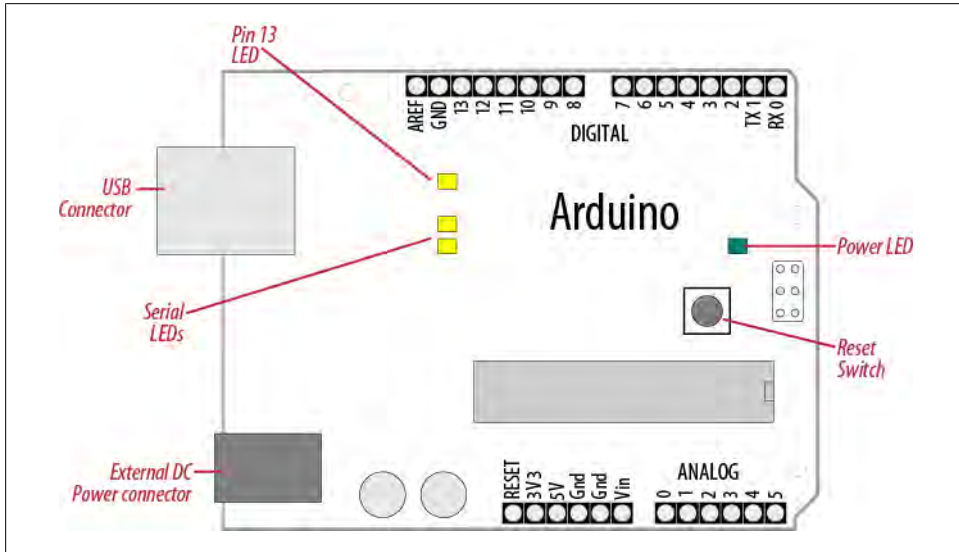 Pin 13
LED
AREF
GND
13
12
11
10
9
8
7
6
5
4
3
2
TX 1
RX 0
DIGITAL
USB
Connector
Arduino
Power LED
Serial
LEDs
Reset
Switch
External DC
Power connector
RESET
3V3
5V
Gnd
Gnd
Vin
ANALOG
0
1
2
3
4
5